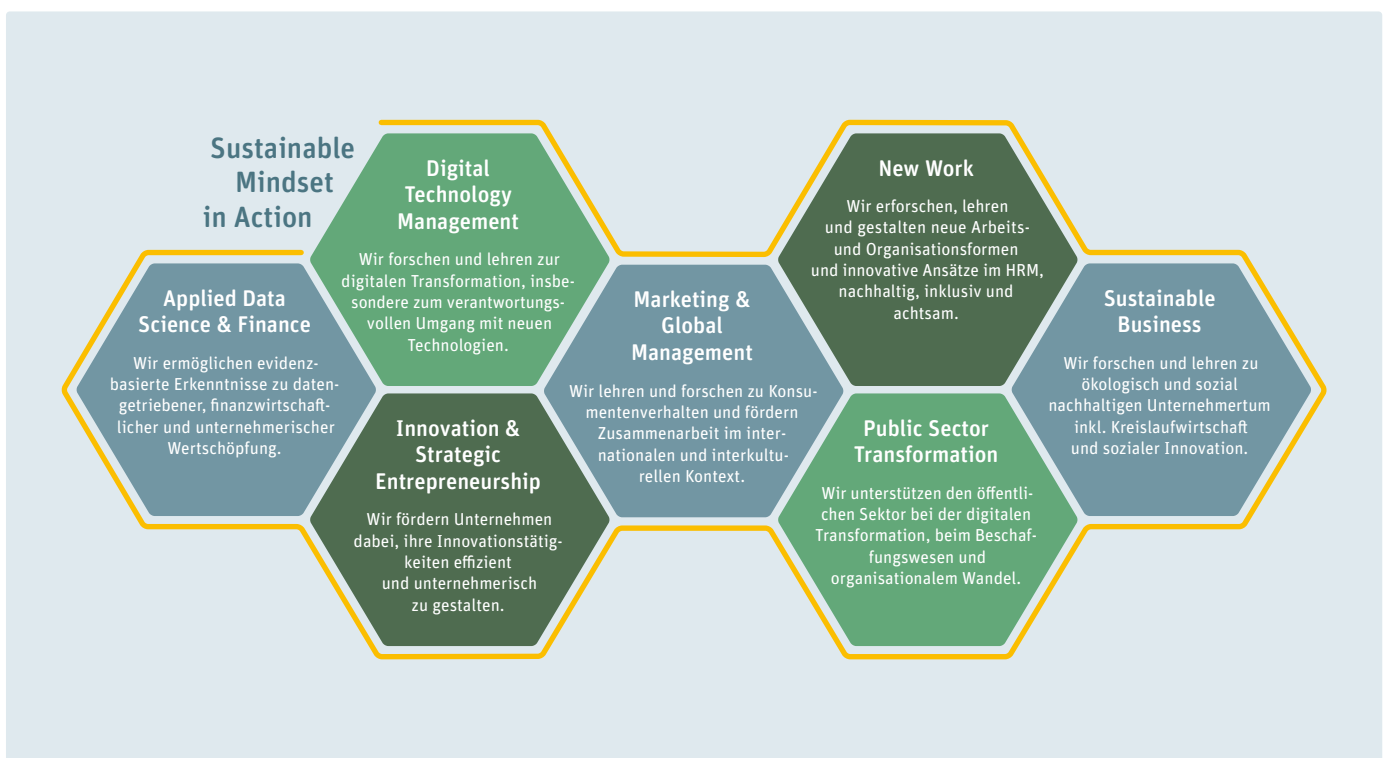 Sustainable
Mindset
in Action
Digital
Technology
Management
Wir forschen und lehren zur
digitalen Transformation, insbe-
sondere zum verantwortungs-
vollen Umgang mit neuen
Technologien.
New Work
Wir erforschen, lehren
und gestalten neue Arbeits-
und Organisationsformen
und innovative Ansätze im HRM,
nachhaltig, inklusiv und
achtsam.
Applied Data
Science & Finance
Wir ermöglichen evidenz-
basierte Erkenntnisse zu daten-
getriebener, finanzwirtschaft-
licher und unternehmerischer
Wertschöpfung.
Marketing &
Global
Management
Wir lehren und forschen zu Konsu-
mentenverhalten und fördern
Zusammenarbeit im inter-
nationalen und interkultu-
rellen Kontext.
Sustainable
Business
Wir forschen und lehren zu
ökologisch und sozial
nachhaltigen Unternehmertum
inkl. Kreislaufwirtschaft
und sozialer Innovation.
Innovation &
Strategic
Entrepreneurship
Wir fördern Unternehmen
dabei, ihre Innovationstätig-
keiten effizient
und unternehmerisch
zu gestalten.
Public Sector
Transformation
Wir unterstützen den öffentli-
chen Sektor bei der digitalen
Transformation, beim Beschaf-
fungswesen und
organisationalem Wandel.